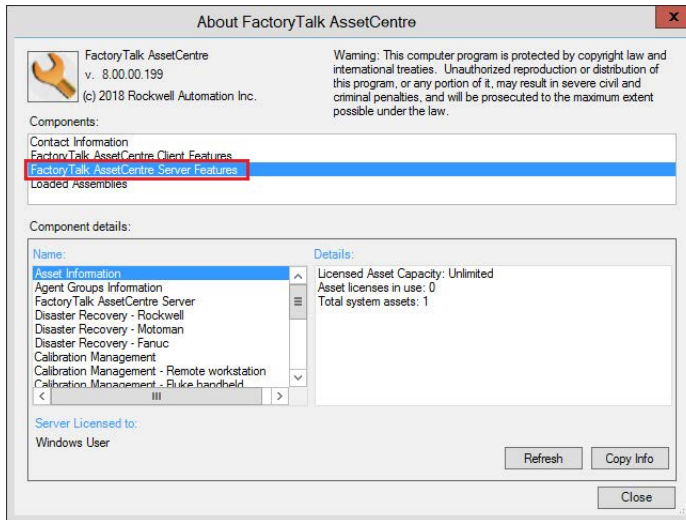 About FactoryTalk AssetCentre
x
FactoryTalk AssetCentre
v. 8.00.00.199
(c) 2018 Rockwell Automation Inc.
Warning: This computer program is protected by copyright law and
international treaties. Unauthorized reproduction or distribution of
this program, or any portion of it, may result in severe civil and
criminal penalties, and will be prosecuted to the maximum extent
possible under the law.
Components:
Contact Information
FactoryTalk AssetCentre Client Features
FactoryTalk AssetCentre Server Features
Loaded Assemblies
Component details:
Name:
Asset Information
Agent Groups Information
FactoryTalk AssetCentre Server
Disaster Recovery - Rockwell
Disaster Recovery - Motoman
Disaster Recovery - Fanuc
Calibration Management
Calibration Management - Remote workstation
Calibration Management - Fluke handheld
Details:
Licensed Asset Capacity: Unlimited
Asset licenses in use: 0
Total system assets: 1
Server Licensed to:
Windows User
Refresh
Copy Info
Close